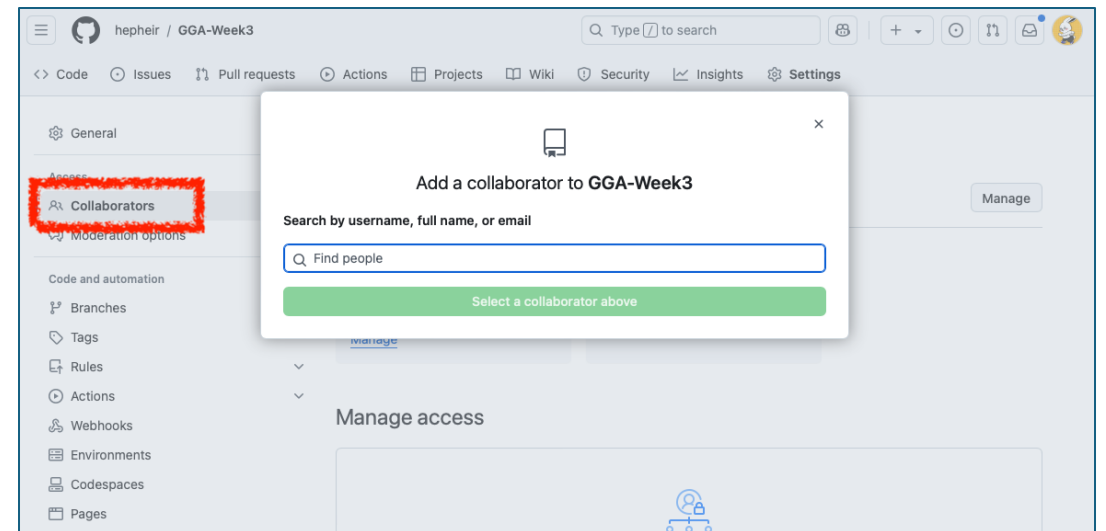 hepheir / GGA-Week3
Type / to search
Code Issues Pull requests Actions Projects Wiki Security Insights Settings
General
Access
Collaborators
Moderation options
Code and automation
Branches
Tags
Rules
Actions
Webhooks
Environments
Codespaces
Pages
Add a collaborator to GGA-Week3
Search by username, full name, or email
Find people
Select a collaborator above
Manage
Manage
Manage access